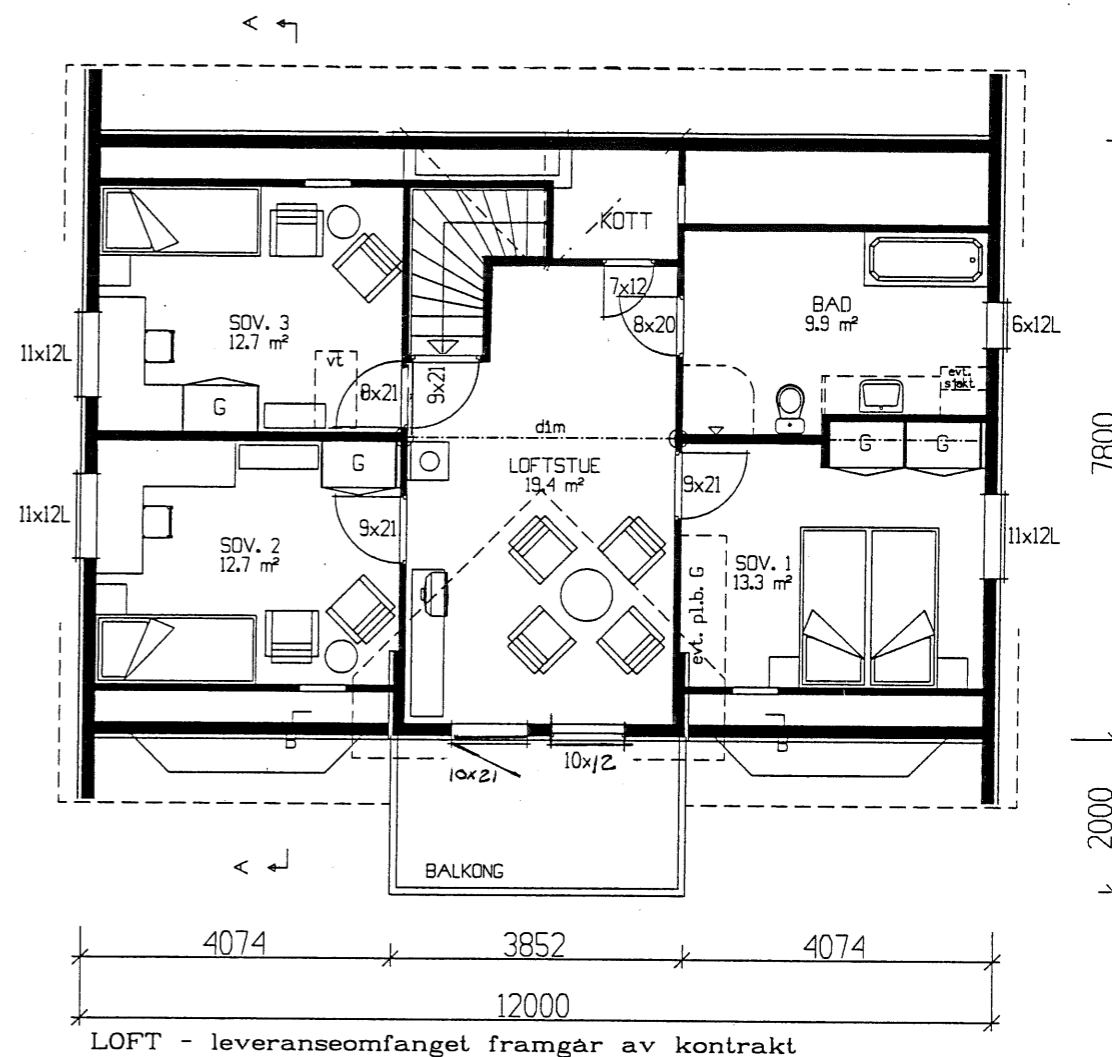 A
KOTT
7x12
8x20
BAD
9.9 m²
6x12L
SOV. 3
12.7 m²
11x12L
vt
8x21
9x21
G
evt.
sjakt
7800
d1m
LOFTSTUE
19.4 m²
G
G
G
9x21
11x12L
9x21
11x12L
SOV. 2
12.7 m²
SOV. 1
13.3 m²
evt. pl.b. G
B
B
10x21
10x12
2000
A
BALKONG
4074
3852
4074
12000
LOFT - leveranseomfanget framgår av kontrakt